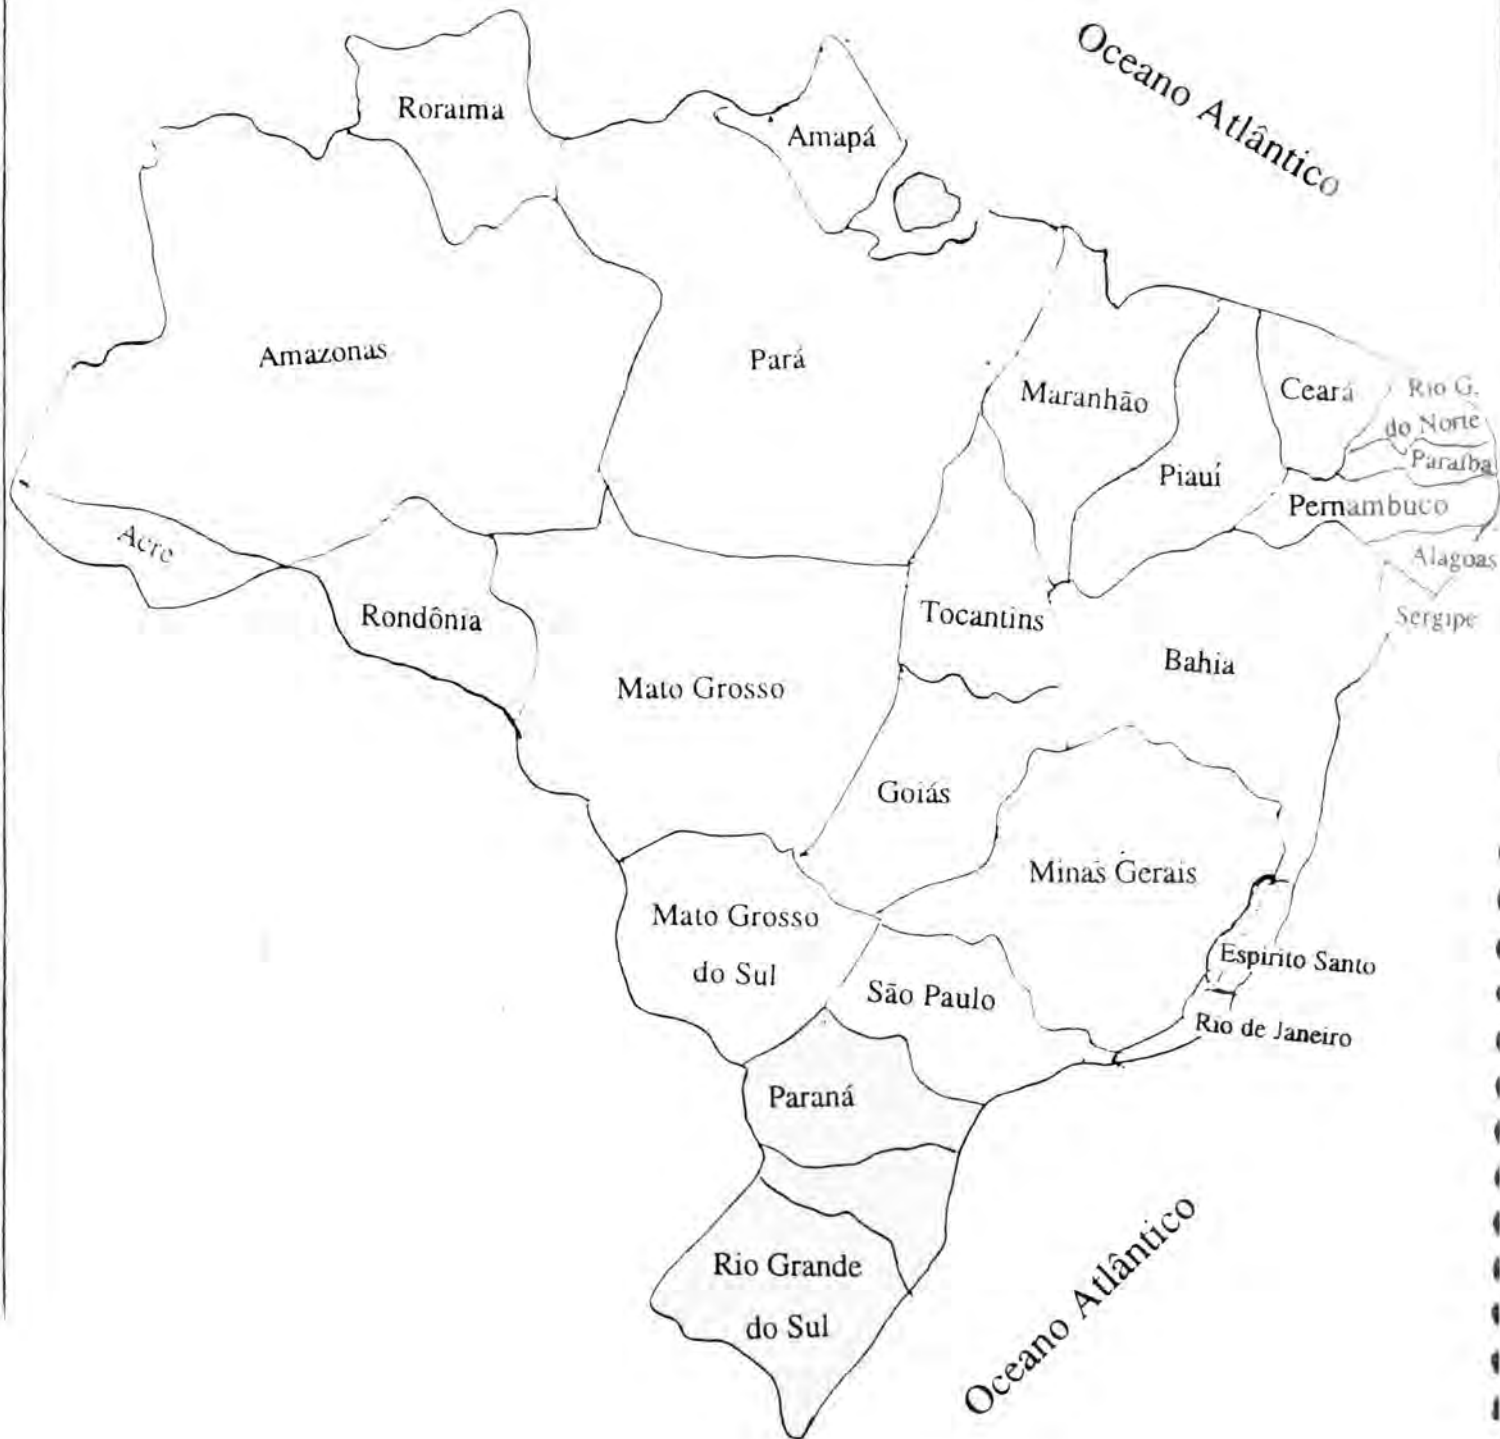 Oceano Atlântico
Roraima
Amapá
Amazonas
Pará
Maranhão
Ceará
Rio G.
do Norte
Paraíba
Piauí
Pernambuco
Acre
Alagoas
Rondônia
Tocantins
Sergipe
Bahia
Mato Grosso
Goiás
Minas Gerais
Mato Grosso
do Sul
Espirito Santo
São Paulo
Rio de Janeiro
Paraná
Rio Grande
do Sul
Oceano Atlântico